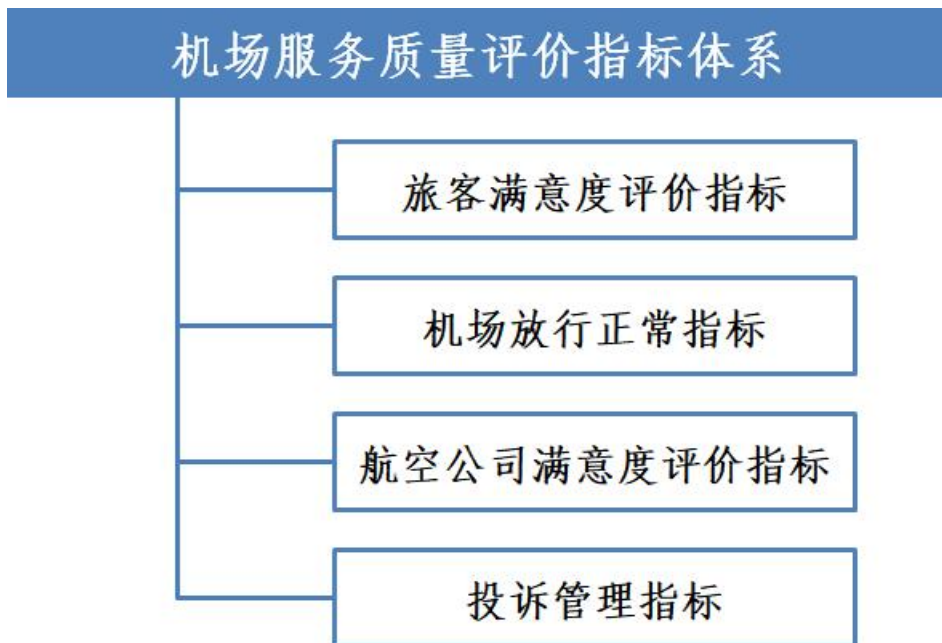 机场服务质量评价指标体系
旅客满意度评价指标
机场放行正常指标
航空公司满意度评价指标
投诉管理指标